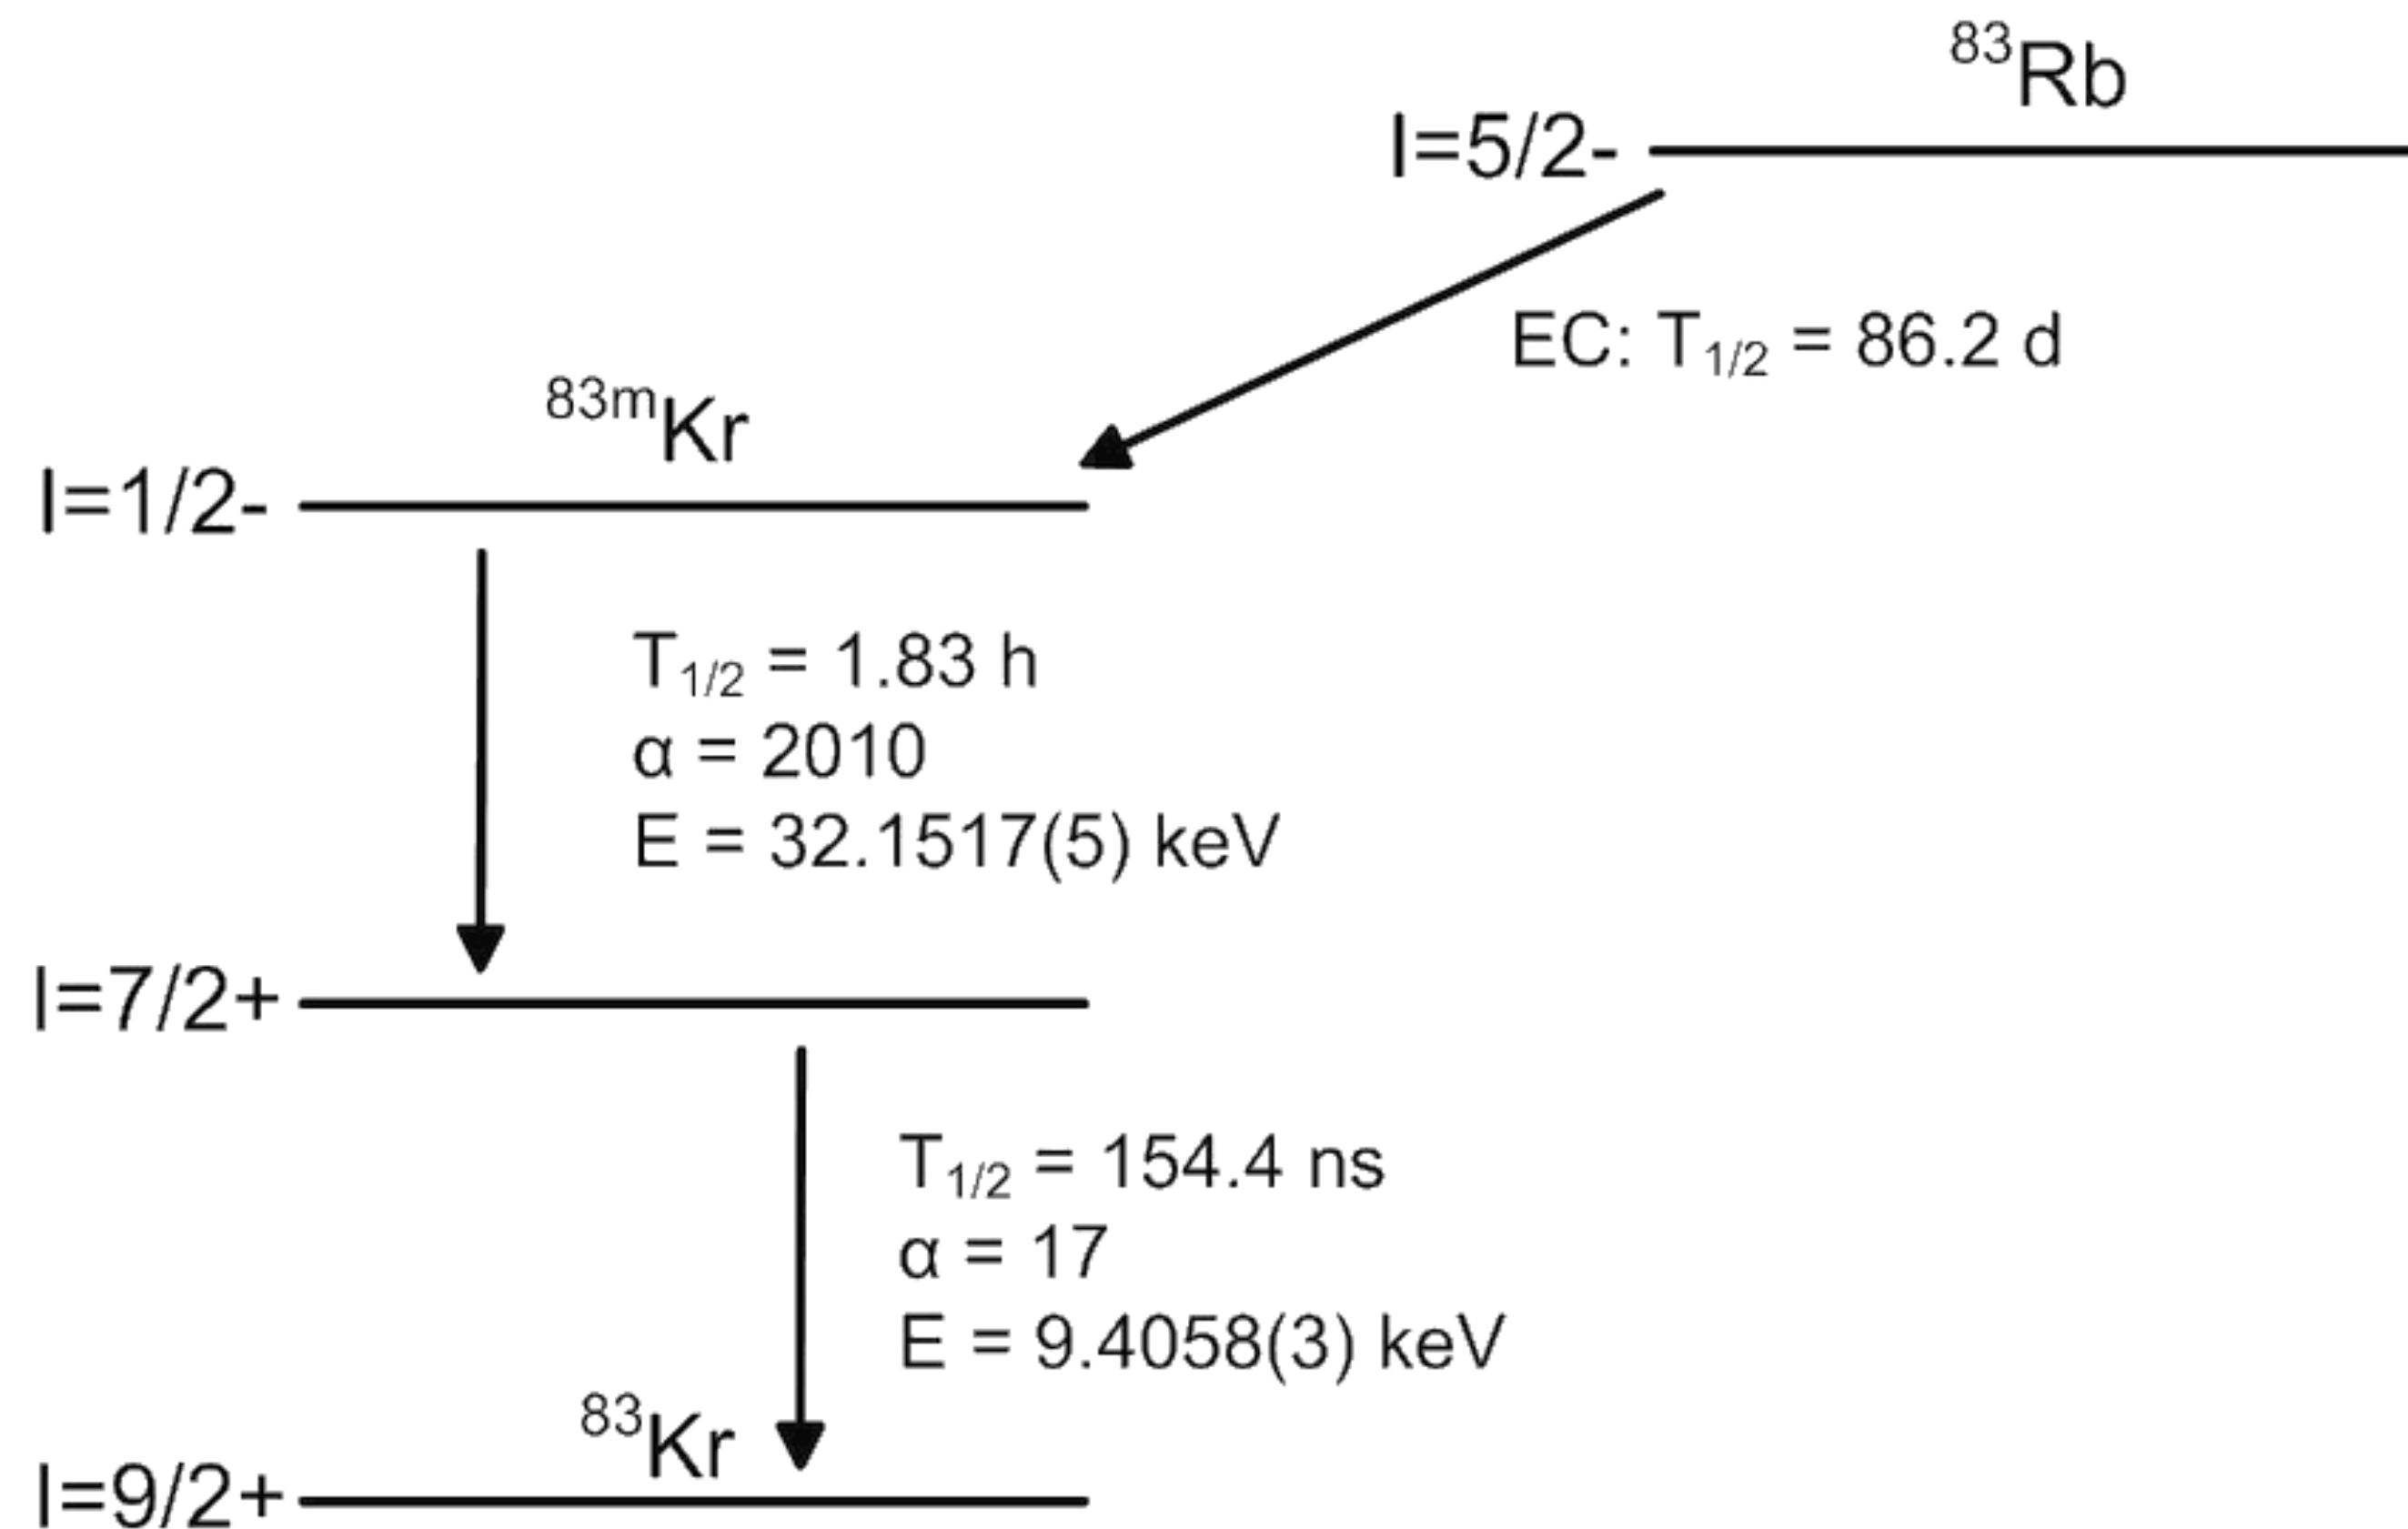 ⁸³Rb
I=5/2-
EC: T₁/₂ = 86.2 d
⁸³ᵐKr
I=1/2-
T₁/₂ = 1.83 h
α = 2010
E = 32.1517(5) keV
I=7/2+
T₁/₂ = 154.4 ns
α = 17
E = 9.4058(3) keV
⁸³Kr
I=9/2+